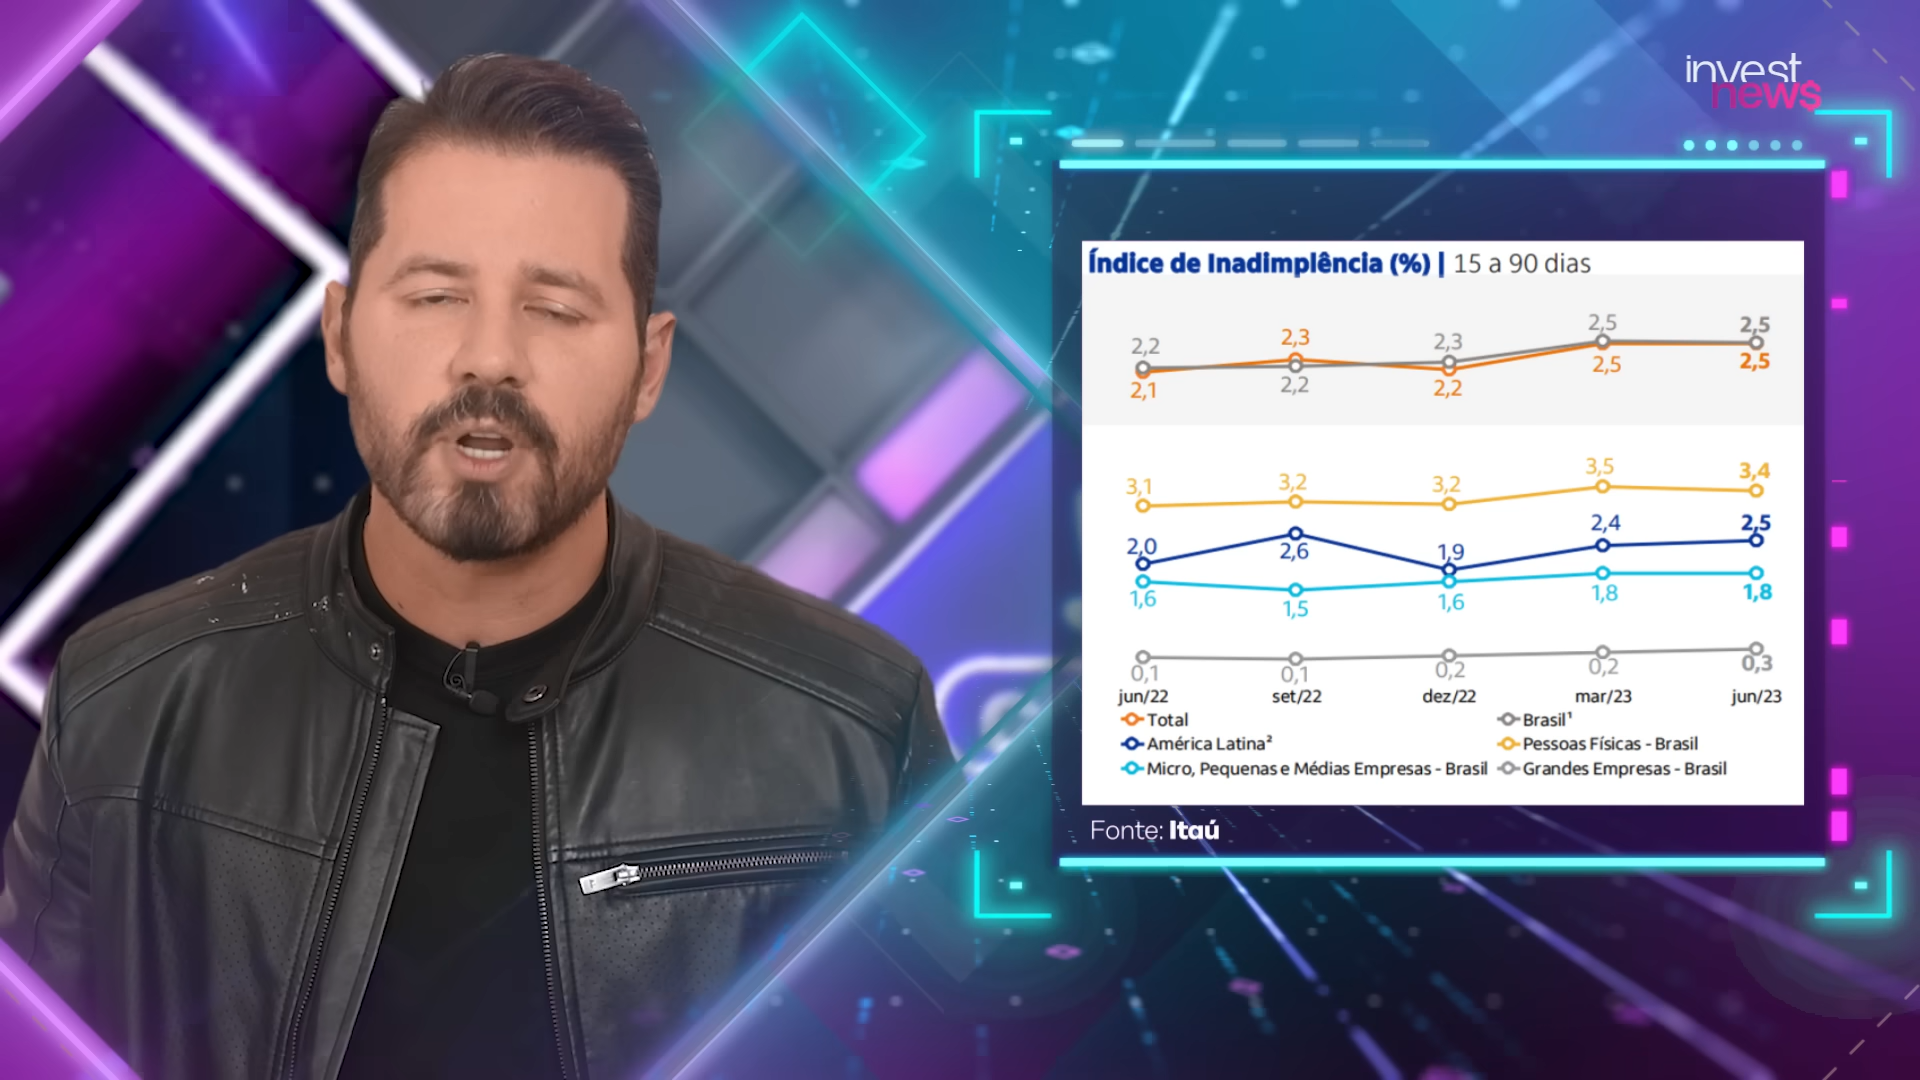 invest
new$
Índice de Inadimplência (%) | 15 a 90 dias
2,2 2,3 2,3 2,5 2,5
2,1 2,2 2,2 2,5 2,5
3,1 3,2 3,2 3,5 3,4
2,0 2,6 1,9 2,4 2,5
1,6 1,5 1,6 1,8 1,8
0,1 0,1 0,2 0,2 0,3
jun/22 set/22 dez/22 mar/23 jun/23
Total Brasil¹
América Latina² Pessoas Físicas - Brasil
Micro, Pequenas e Médias Empresas - Brasil Grandes Empresas - Brasil
Fonte: Itaú